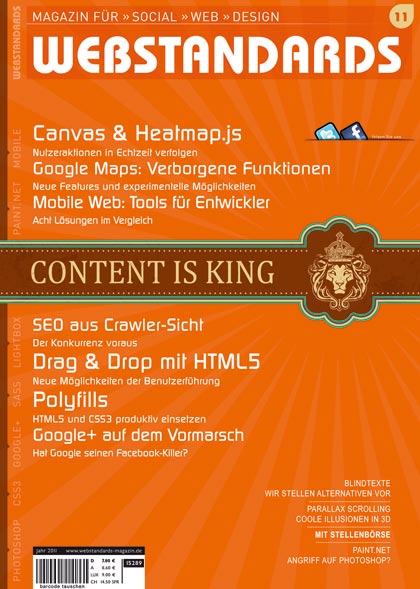 MAGAZIN FÜR » SOCIAL » WEB » DESIGN
11
WEBSTANDARDS
WEBSTANDARDS
Canvas & Heatmap.js
Nutzeraktionen in Echtzeit verfolgen
Google Maps: Verborgene Funktionen
Neue Features und experimentelle Möglichkeiten
Mobile Web: Tools für Entwickler
Acht Lösungen im Vergleich
CONTENT IS KING
SEO aus Crawler-Sicht
Der Konkurrenz voraus
Drag & Drop mit HTML5
Neue Möglichkeiten der Benutzerführung
Polyfills
HTML5 und CSS3 produktiv einsetzen
Google+ auf dem Vormarsch
Hat Google seinen Facebook-Killer?
BLINDTEXTE
WIR STELLEN ALTERNATIVEN VOR
PARALLAX SCROLLING
COOLE ILLUSIONEN IN 3D
MIT STELLENBÖRSE
PAINT.NET
ANGRIFF AUF PHOTOSHOP?
PHOTOSHOP CSS3 GOOGLE+ SASS LIGHTBOX
PAINT.NET MOBILE
Jahr 2011 www.webstandards-magazin.de
D 7,80 €
A 8,60 €
LUX 9,00 €
CH 14,50 SFR
15289
barcode tauschen